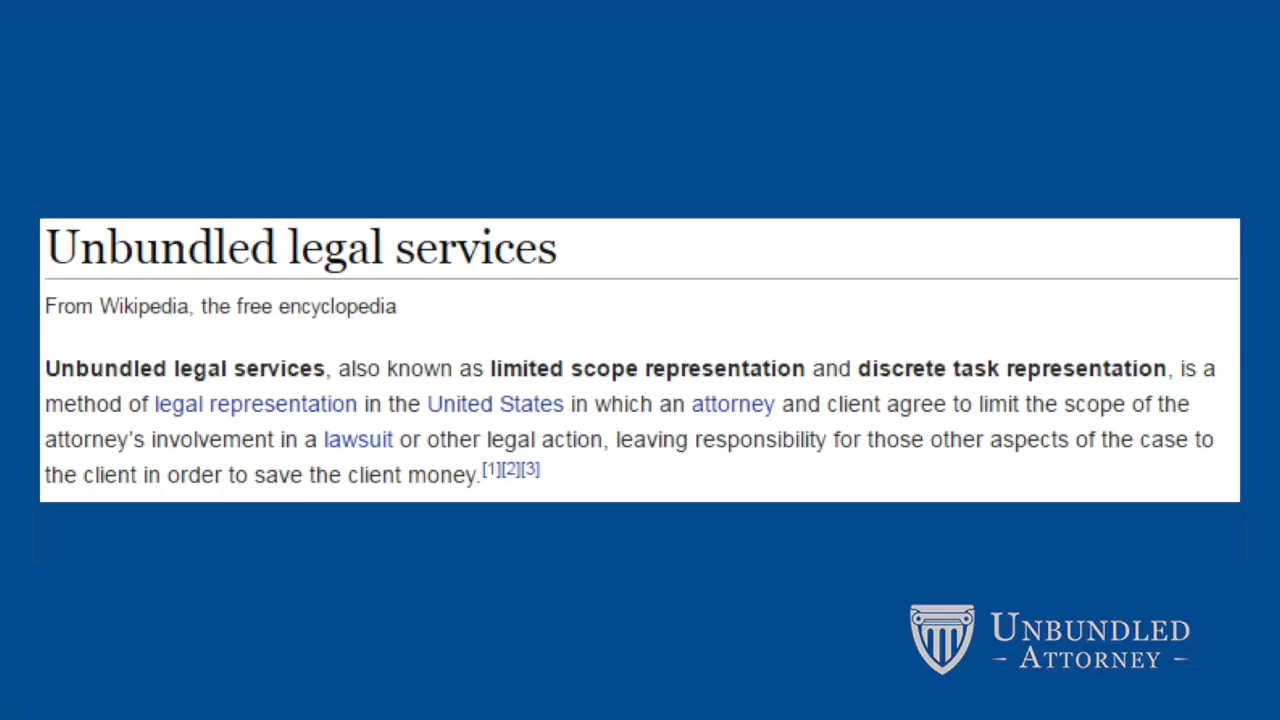 Unbundled legal services
From Wikipedia, the free encyclopedia
Unbundled legal services, also known as limited scope representation and discrete task representation, is a
method of legal representation in the United States in which an attorney and client agree to limit the scope of the
attorney’s involvement in a lawsuit or other legal action, leaving responsibility for those other aspects of the case to
the client in order to save the client money.[1][2][3]
UNBUNDLED
– ATTORNEY –